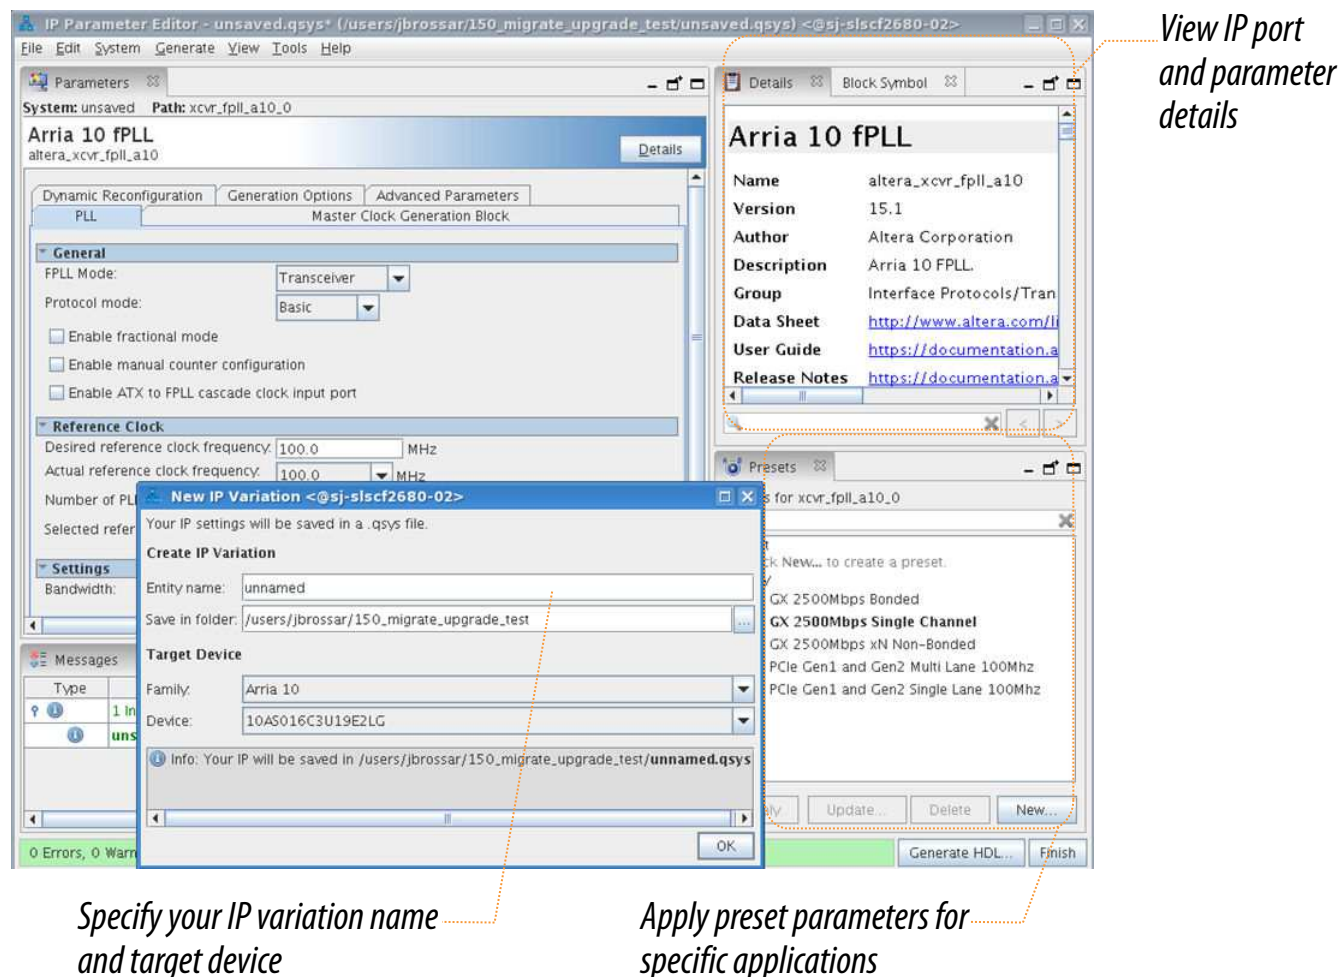 IP Parameter Editor - unsaved.qsys* (/users/jbrossar/150_migrate_upgrade_test/unsaved.qsys) <@sj-slscf2680-02>
File Edit System Generate View Tools Help
Parameters
System: unsaved Path: xcvr_fpll_a10_0
Arria 10 fPLL
altera_xcvr_fpll_a10
Details
Dynamic Reconfiguration Generation Options Advanced Parameters
PLL Master Clock Generation Block
General
FPLL Mode: Transceiver
Protocol mode: Basic
Enable fractional mode
Enable manual counter configuration
Enable ATX to FPLL cascade clock input port
Reference Clock
Desired reference clock frequency: 100.0 MHz
Actual reference clock frequency: 100.0 MHz
Number of PL
Selected refer
Settings
Bandwidth:
Messages
Type
1 In
uns
0 Errors, 0 Warn
Details Block Symbol
Arria 10 fPLL
Name altera_xcvr_fpll_a10
Version 15.1
Author Altera Corporation
Description Arria 10 FPLL.
Group Interface Protocols/Tran
Data Sheet http://www.altera.com/li
User Guide https://documentation.a
Release Notes https://documentation.a
< >
Presets
s for xcvr_fpll_a10_0
ck New... to create a preset.
GX 2500Mbps Bonded
GX 2500Mbps Single Channel
GX 2500Mbps xN Non-Bonded
PCIe Gen1 and Gen2 Multi Lane 100Mhz
PCIe Gen1 and Gen2 Single Lane 100Mhz
Update... Delete New...
Generate HDL... Finish
New IP Variation <@sj-slscf2680-02>
Your IP settings will be saved in a .qsys file.
Create IP Variation
Entity name: unnamed
Save in folder: /users/jbrossar/150_migrate_upgrade_test ...
Target Device
Family: Arria 10
Device: 10AS016C3U19E2LG
Info: Your IP will be saved in /users/jbrossar/150_migrate_upgrade_test/unnamed.qsys
OK
View IP port
and parameter
details
Specify your IP variation name
and target device
Apply preset parameters for
specific applications